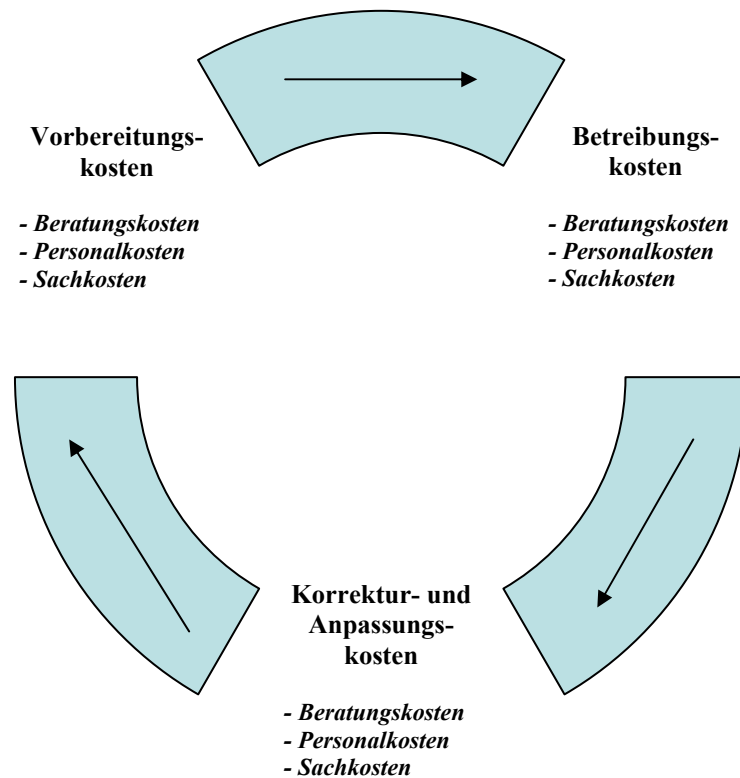 Vorbereitungs-
kosten
- Beratungskosten
- Personalkosten
- Sachkosten
Betreibungs-
kosten
- Beratungskosten
- Personalkosten
- Sachkosten
Korrektur- und
Anpassungs-
kosten
- Beratungskosten
- Personalkosten
- Sachkosten